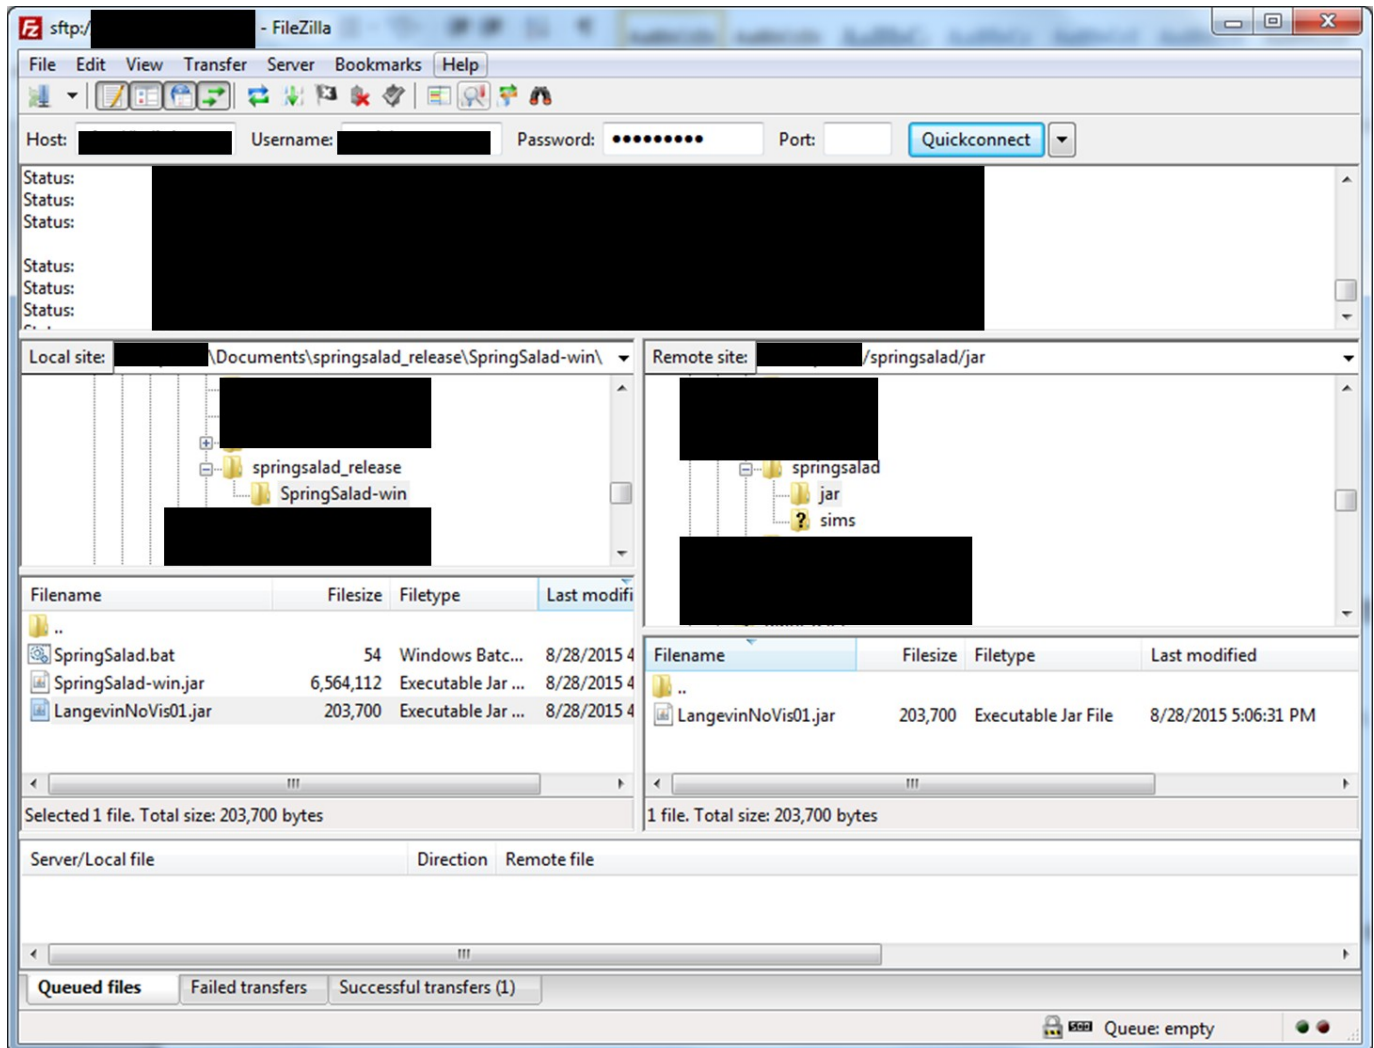 sftp:/ - FileZilla
File Edit View Transfer Server Bookmarks Help
Host: Username: Password: ●●●●●●●●● Port: Quickconnect
Status:
Status:
Status:
Status:
Status:
Status:
Local site: \Documents\springsalad_release\SpringSalad-win\
springsalad_release
SpringSalad-win
Filename Filesize Filetype Last modifi
..
SpringSalad.bat 54 Windows Batc... 8/28/2015 4
SpringSalad-win.jar 6,564,112 Executable Jar ... 8/28/2015 4
LangevinNoVis01.jar 203,700 Executable Jar ... 8/28/2015 4
Selected 1 file. Total size: 203,700 bytes
Remote site: /springsalad/jar
springsalad
jar
? sims
Filename Filesize Filetype Last modified
..
LangevinNoVis01.jar 203,700 Executable Jar File 8/28/2015 5:06:31 PM
1 file. Total size: 203,700 bytes
Server/Local file Direction Remote file
Queued files Failed transfers Successful transfers (1)
Queue: empty